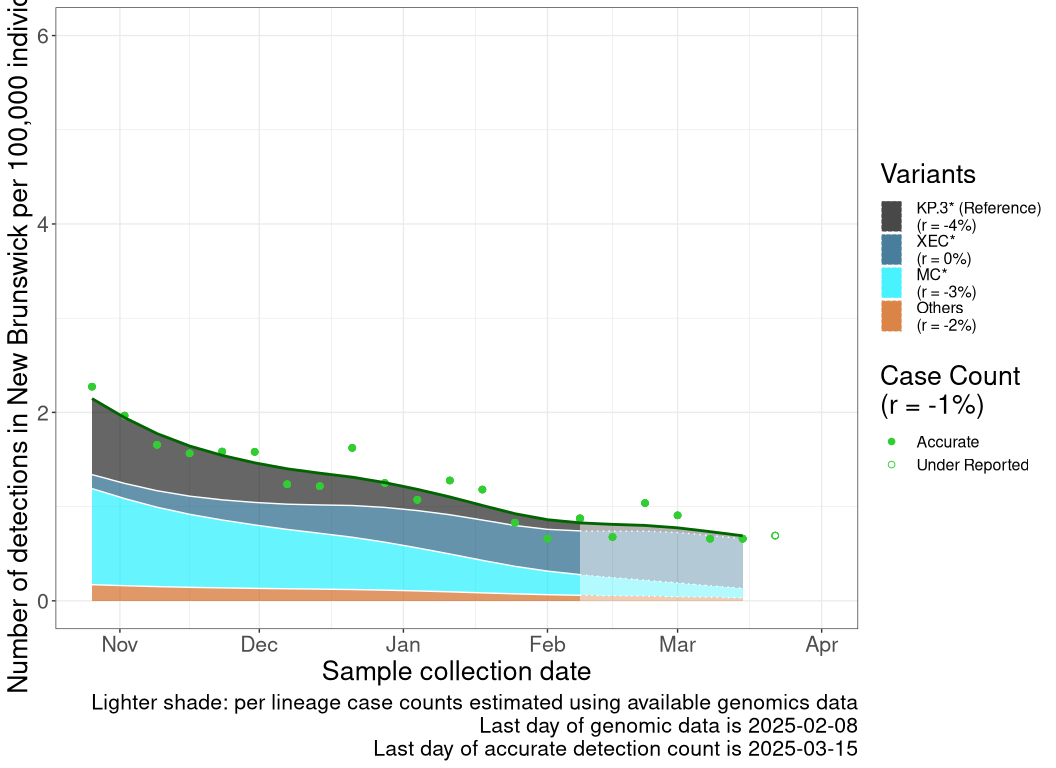 Number of detections in New Brunswick per 100,000
6
4
2
0
Nov Dec Jan Feb Mar Apr
Sample collection date
Lighter shade: per lineage case counts estimated using available genomics data
Last day of genomic data is 2025-02-08
Last day of accurate detection count is 2025-03-15
Variants
KP.3* (Reference)
(r = -4%)
XEC*
(r = 0%)
MC*
(r = -3%)
Others
(r = -2%)
Case Count
(r = -1%)
Accurate
Under Reported